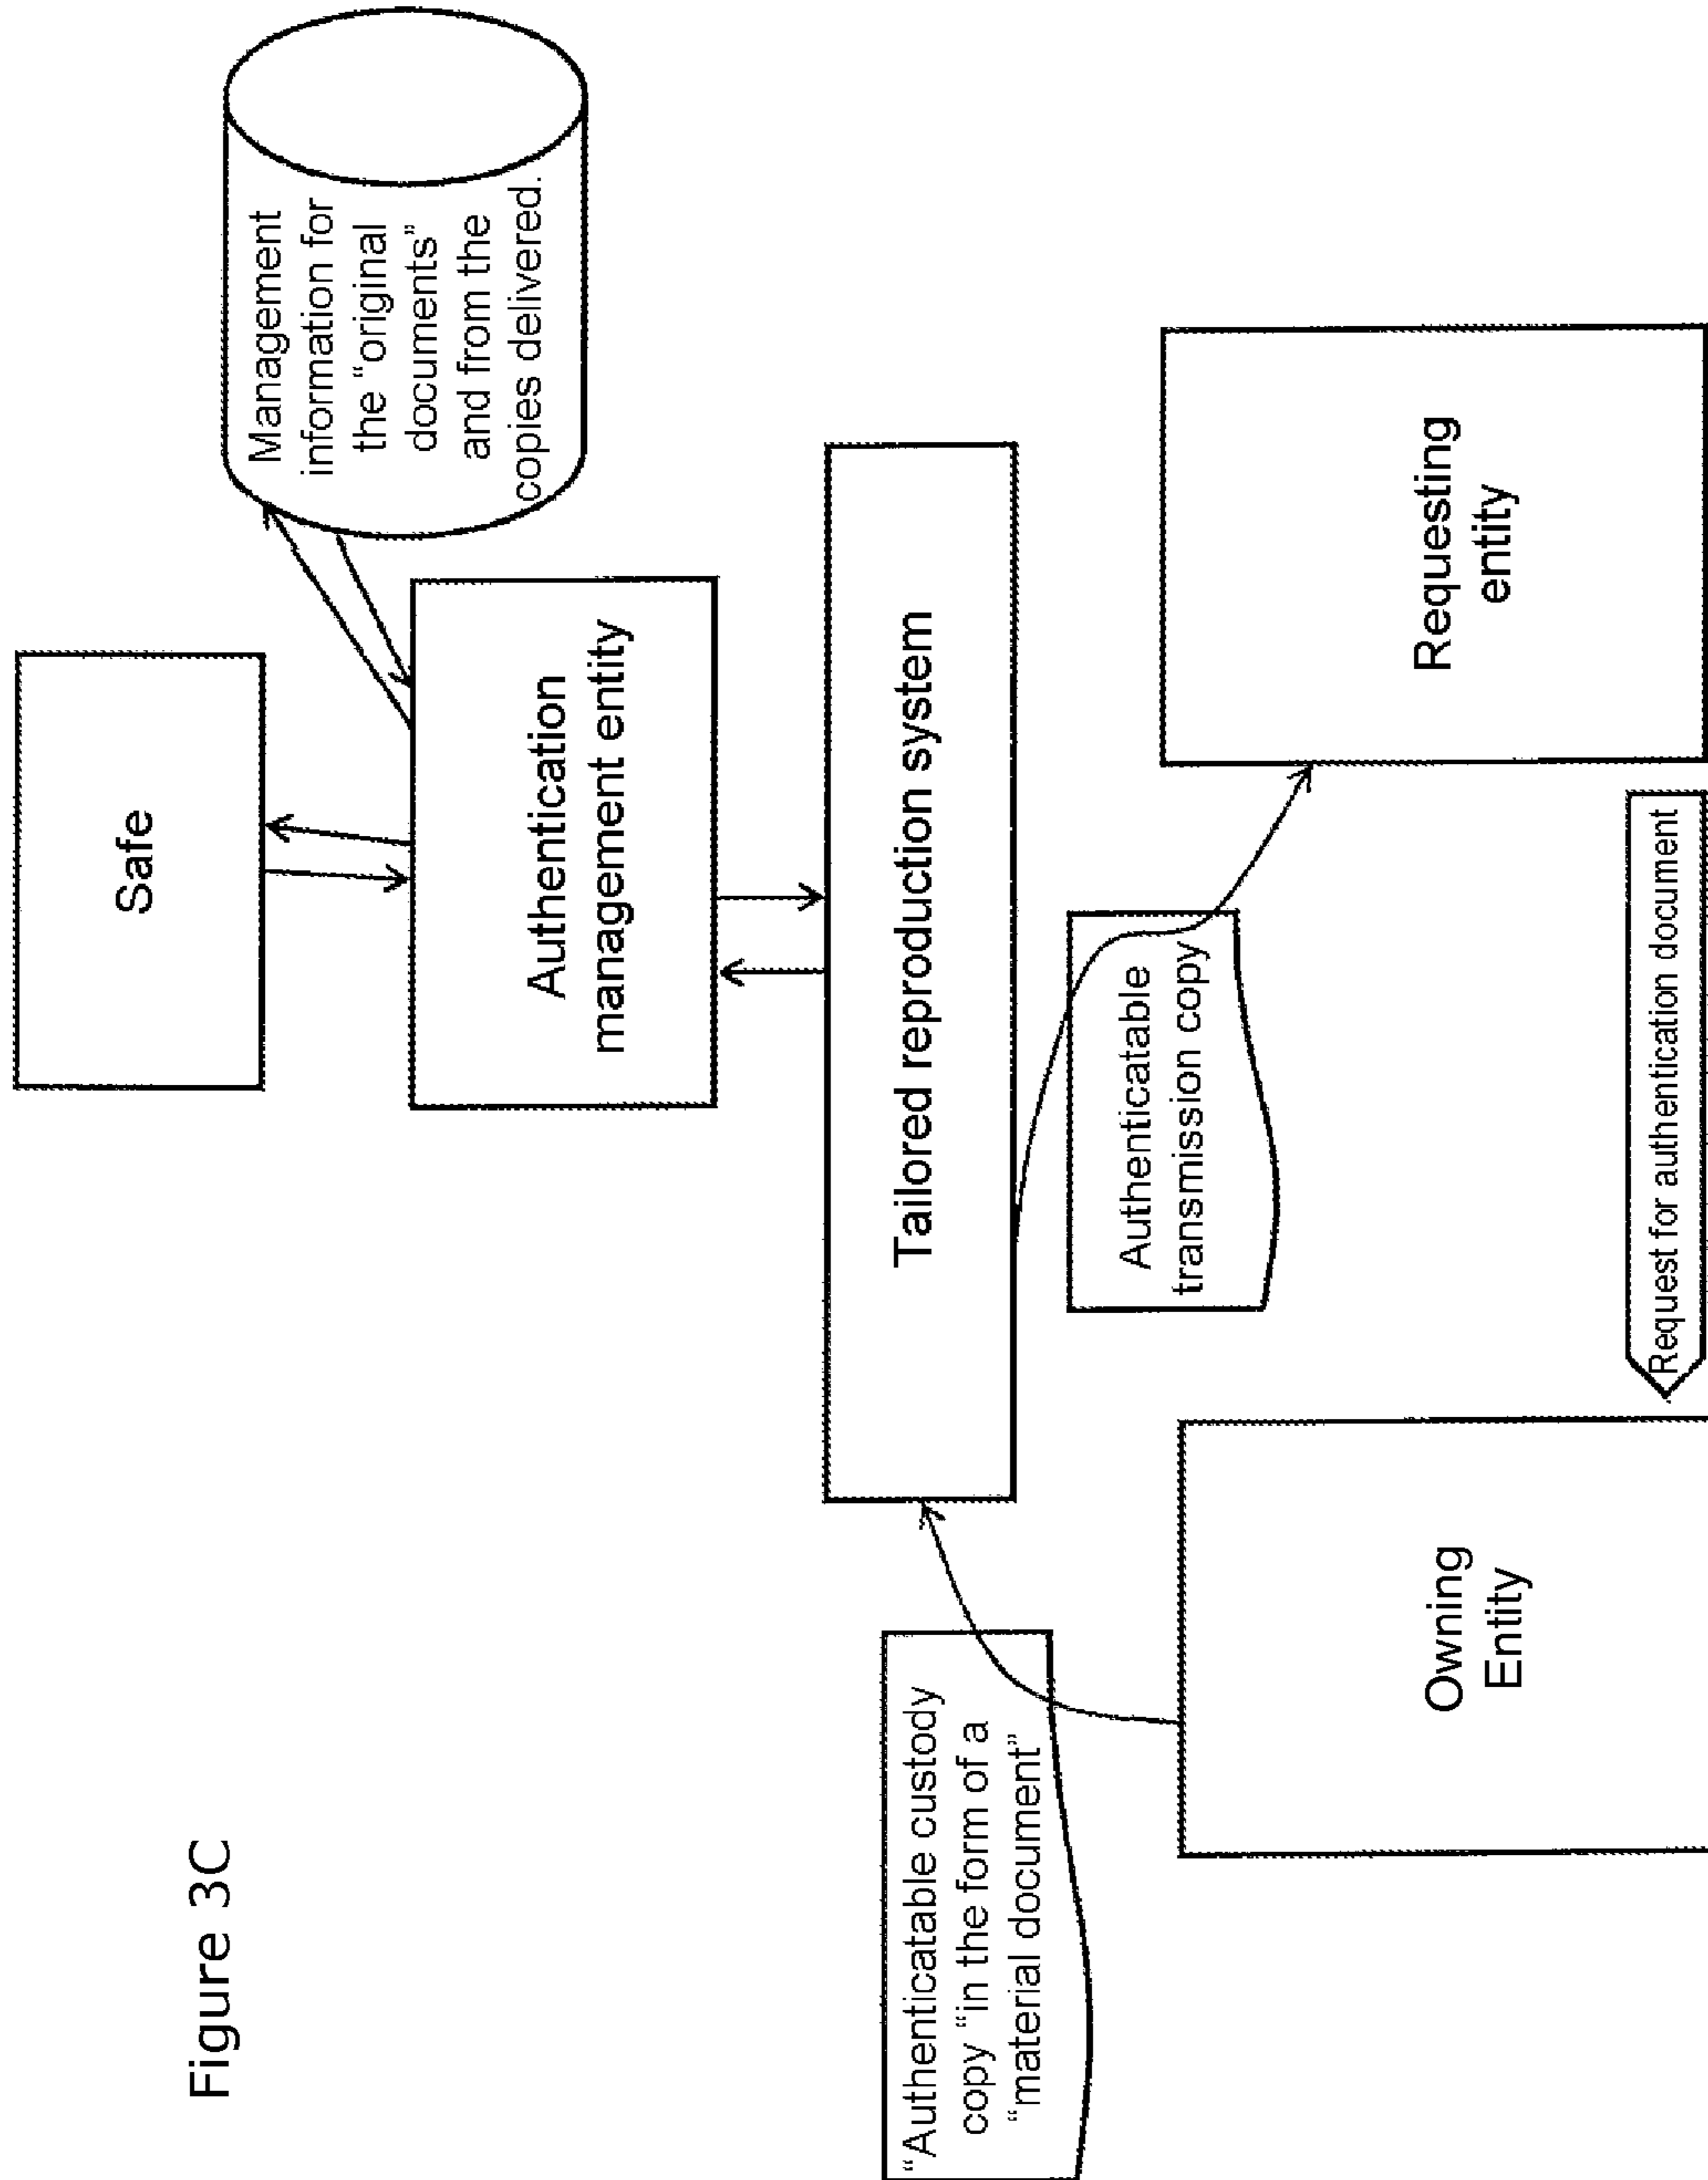 Figure 3C
Safe
Management
information for
the “original
documents”
and from the
copies delivered.
Authentication
management entity
Tailored reproduction system
“Authenticatable custody
copy “in the form of a
“material document”
Authenticatable
transmission copy
Owning
Entity
Request for authentication document
Requesting
entity